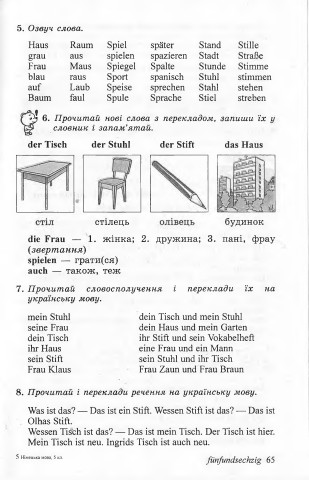 5. Озвуч слова.
Haus Raum Spiel später Stand Stille
grau aus spielen spazieren Stadt Straße
Frau Maus Spiegel Spalte Stunde Stimme
blau raus Sport spanisch Stuhl stimmen
auf Laub Speise sprechen Stahl stehen
Baum faul Spule Sprache Stiel streben
6. Прочитай нові слова з перекладом, запиши їх у
словник і запам'ятай.
der Tisch der Stuhl der Stift das Haus
стіл стілець олівець будинок
die Frau — 1. жінка; 2. дружина; 3. пані, фрау
(звертання)
spielen — грати(ся)
auch — також, теж
7. Прочитай словосполучення і переклади їх на
українську мову.
mein Stuhl dein Tisch und mein Stuhl
seine Frau dein Haus und mein Garten
dein Tisch ihr Stift und sein Vokabelheft
ihr Haus eine Frau und ein Mann
sein Stift sein Stuhl und ihr Tisch
Frau Klaus Frau Zaun und Frau Braun
8. Прочитай і переклади речення на українську мову.
Was ist das? — Das ist ein Stift. Wessen Stift ist das? — Das ist
Olhas Stift.
Wessen Tisch ist das? — Das ist mein Tisch. Der Tisch ist hier.
Mein Tisch ist neu. Ingrids Tisch ist auch neu.
5 Німецька мова, 5 кл.
fünfundsechzig 65